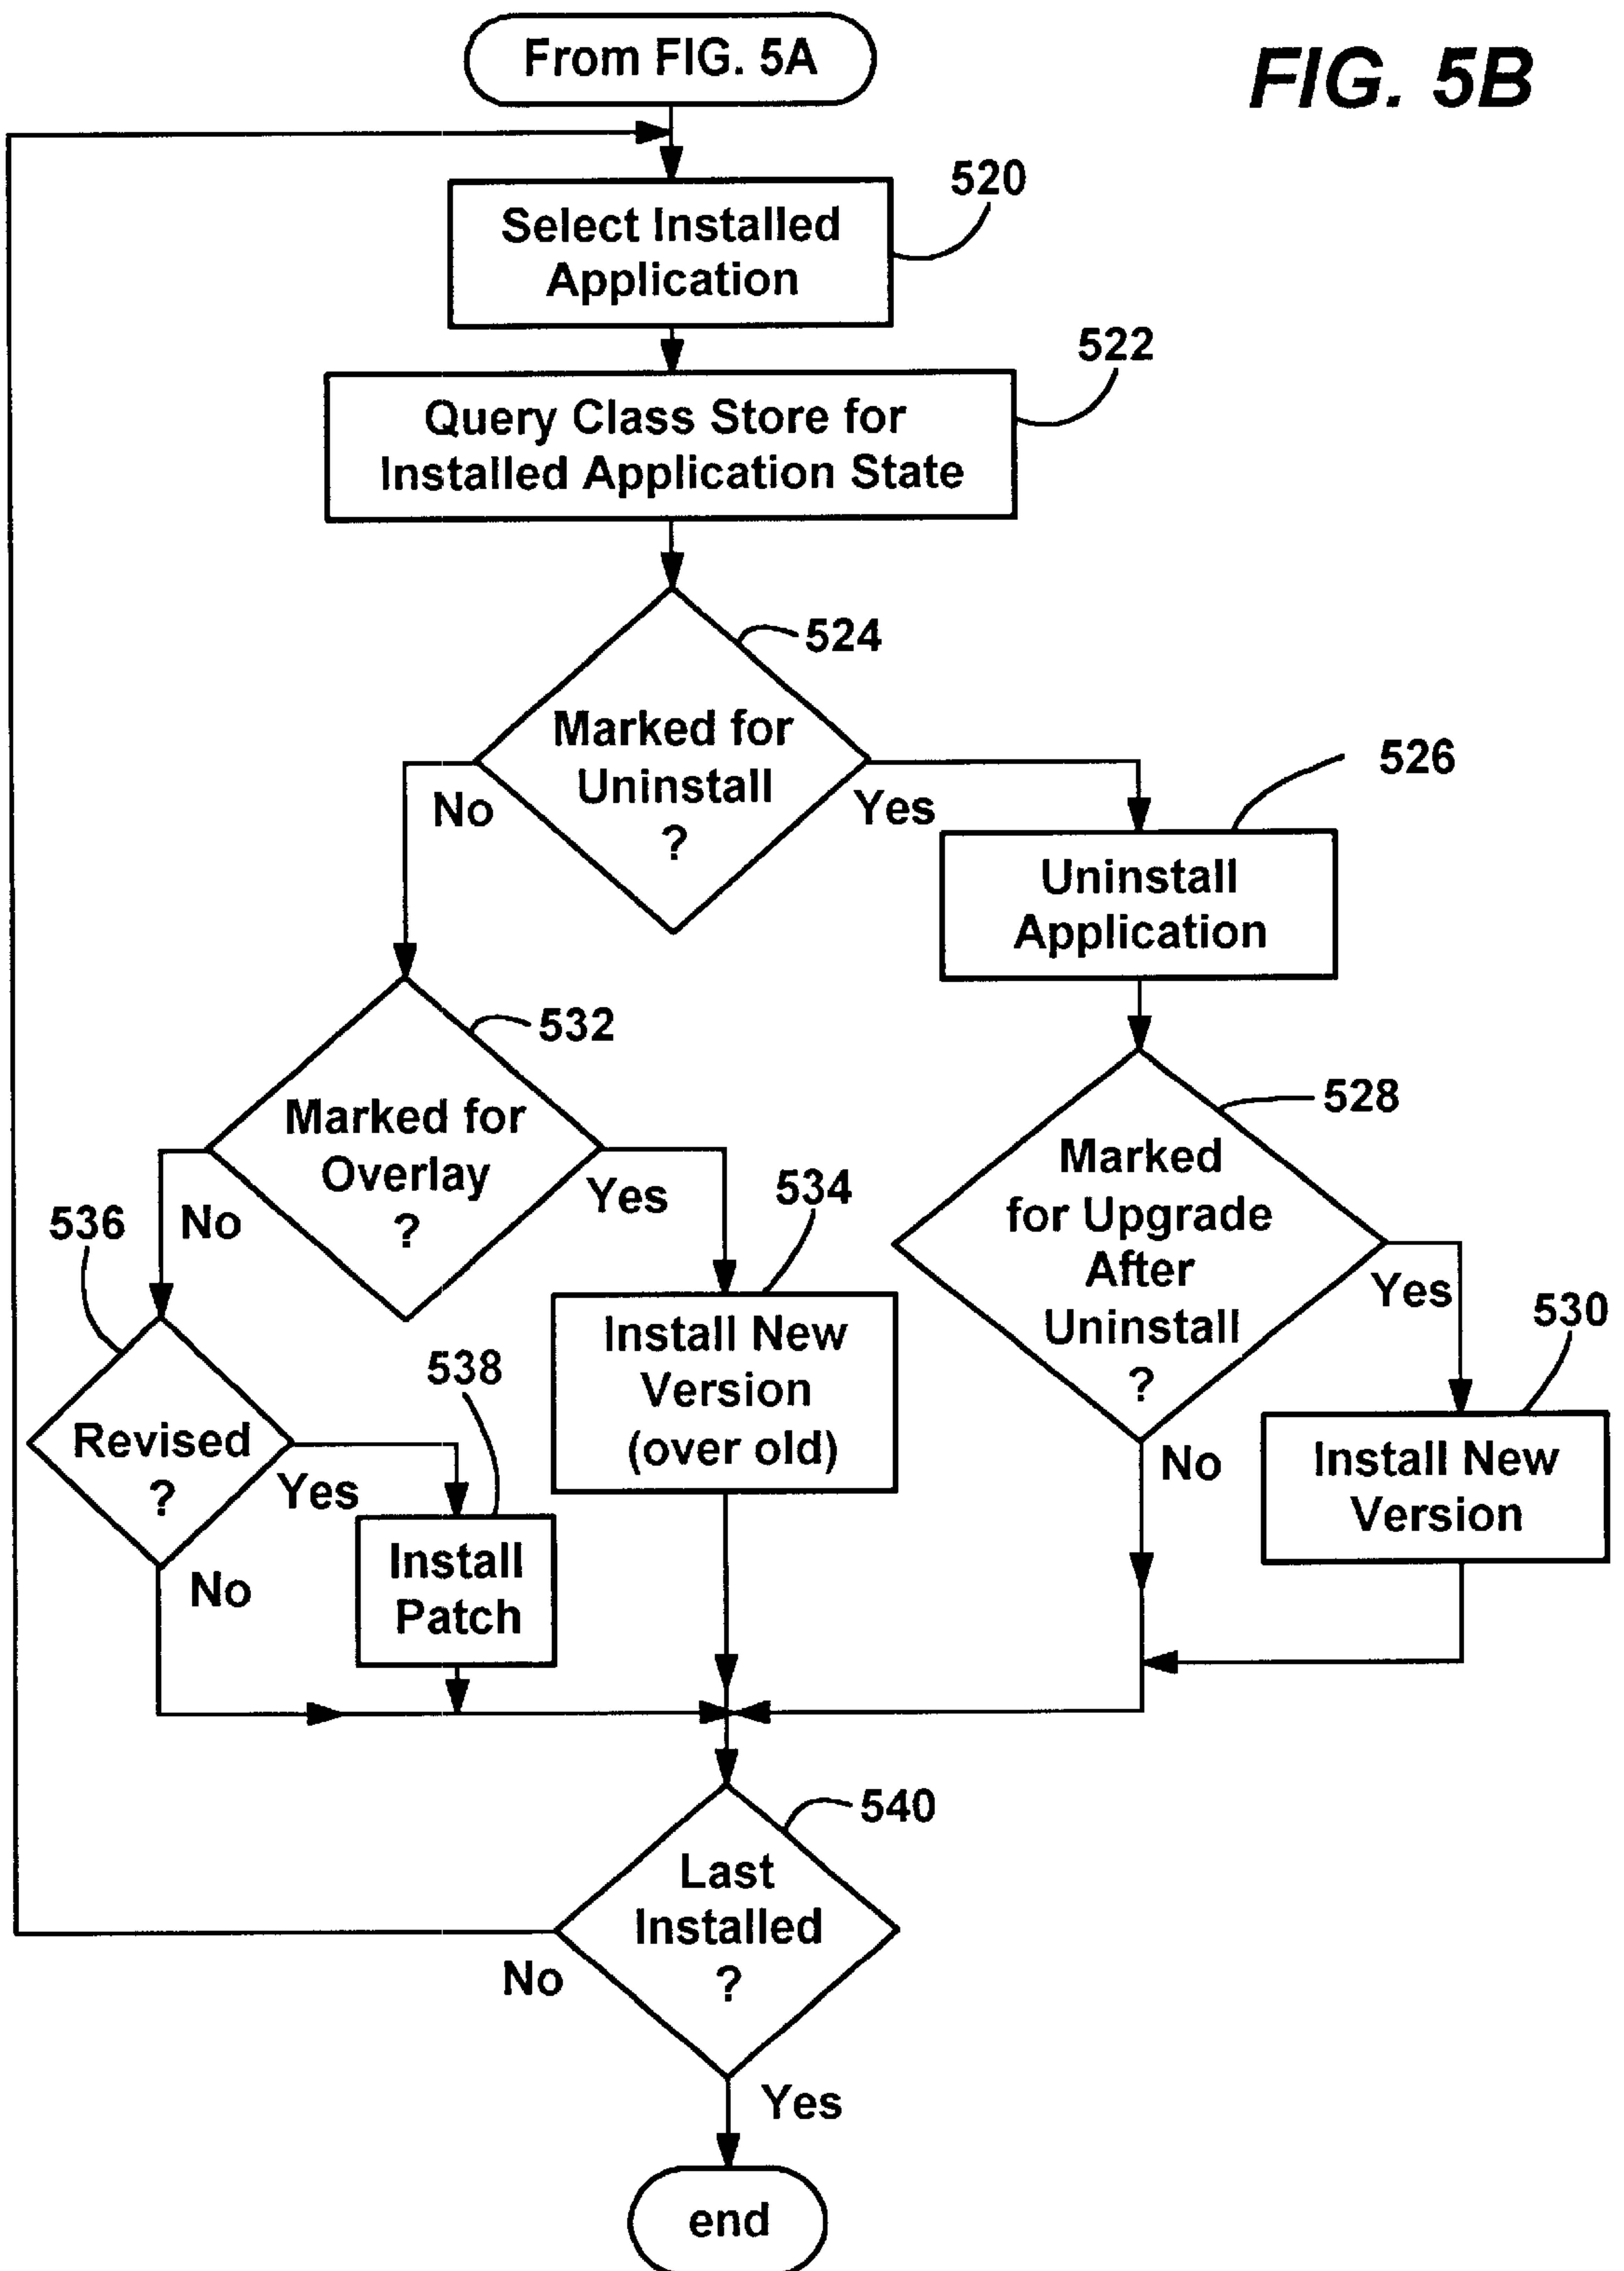 From FIG. 5A
FIG. 5B
520
Select Installed
Application
522
Query Class Store for
Installed Application State
524
Marked for
Uninstall
?
No
Yes
526
Uninstall
Application
532
Marked for
Overlay
?
No
Yes
528
Marked
for Upgrade
After
Uninstall
?
Yes
No
530
Install New
Version
534
Install New
Version
(over old)
536
Revised
?
Yes
No
538
Install
Patch
540
Last
Installed
?
No
Yes
end